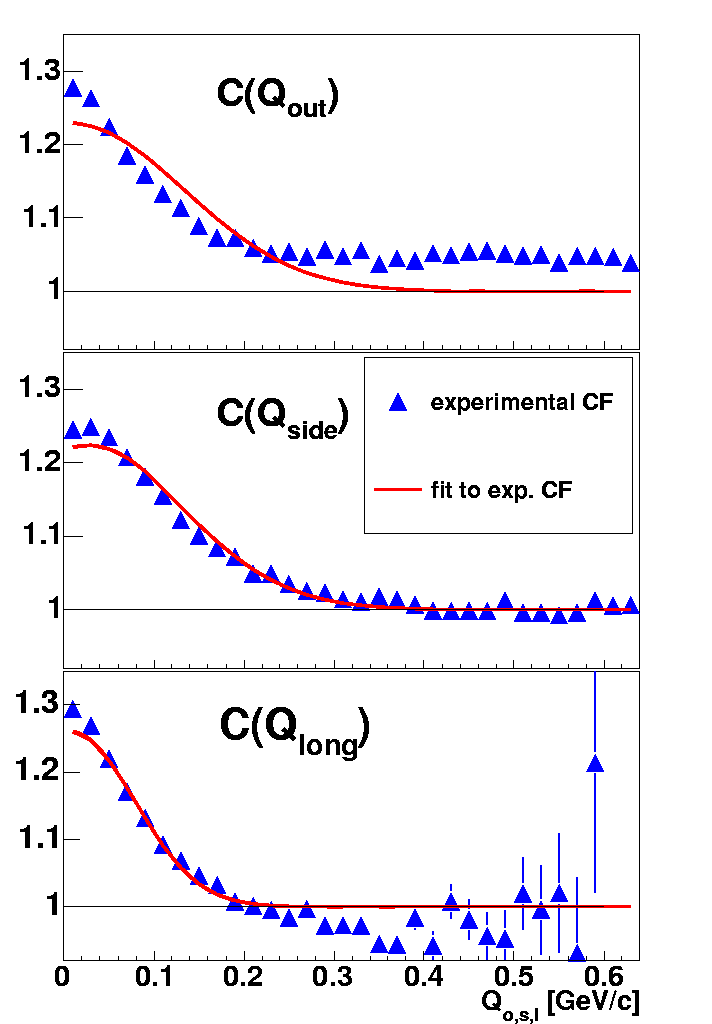 1.3
C(Q_out)
1.2
1.1
1
1.3
C(Q_side)
experimental CF
1.2
fit to exp. CF
1.1
1
1.3
C(Q_long)
1.2
1.1
1
0 0.1 0.2 0.3 0.4 0.5 0.6
Q_o,s,l [GeV/c]